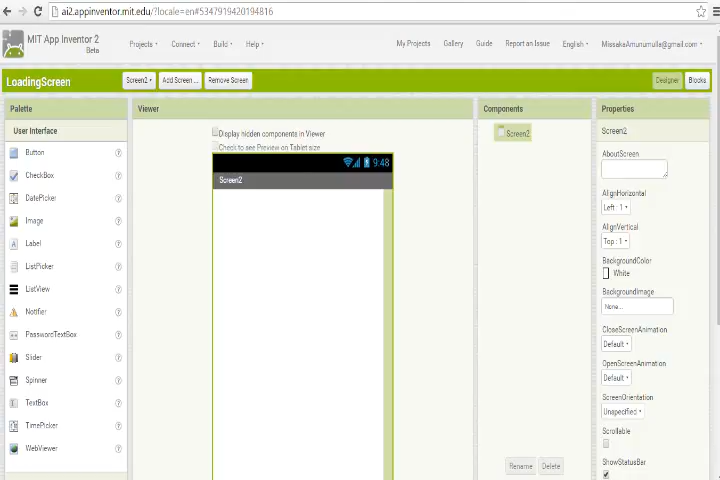 ai2.appinventor.mit.edu/?locale=en#5347919420194816
MIT App Inventor 2
Beta
Projects Connect Build Help
My Projects Gallery Guide Report an Issue English MissakaAmunumulla@gmail.com
LoadingScreen
Screen2 Add Screen ... Remove Screen
Designer Blocks
Palette
User Interface
Button
CheckBox
DatePicker
Image
Label
ListPicker
ListView
Notifier
PasswordTextBox
Slider
Spinner
TextBox
TimePicker
WebViewer
Viewer
Display hidden components in Viewer
Check to see Preview on Tablet size
9:48
Screen2
Components
Screen2
Rename Delete
Properties
Screen2
AboutScreen
AlignHorizontal
Left : 1
AlignVertical
Top : 1
BackgroundColor
White
BackgroundImage
None...
CloseScreenAnimation
Default
OpenScreenAnimation
Default
ScreenOrientation
Unspecified
Scrollable
ShowStatusBar